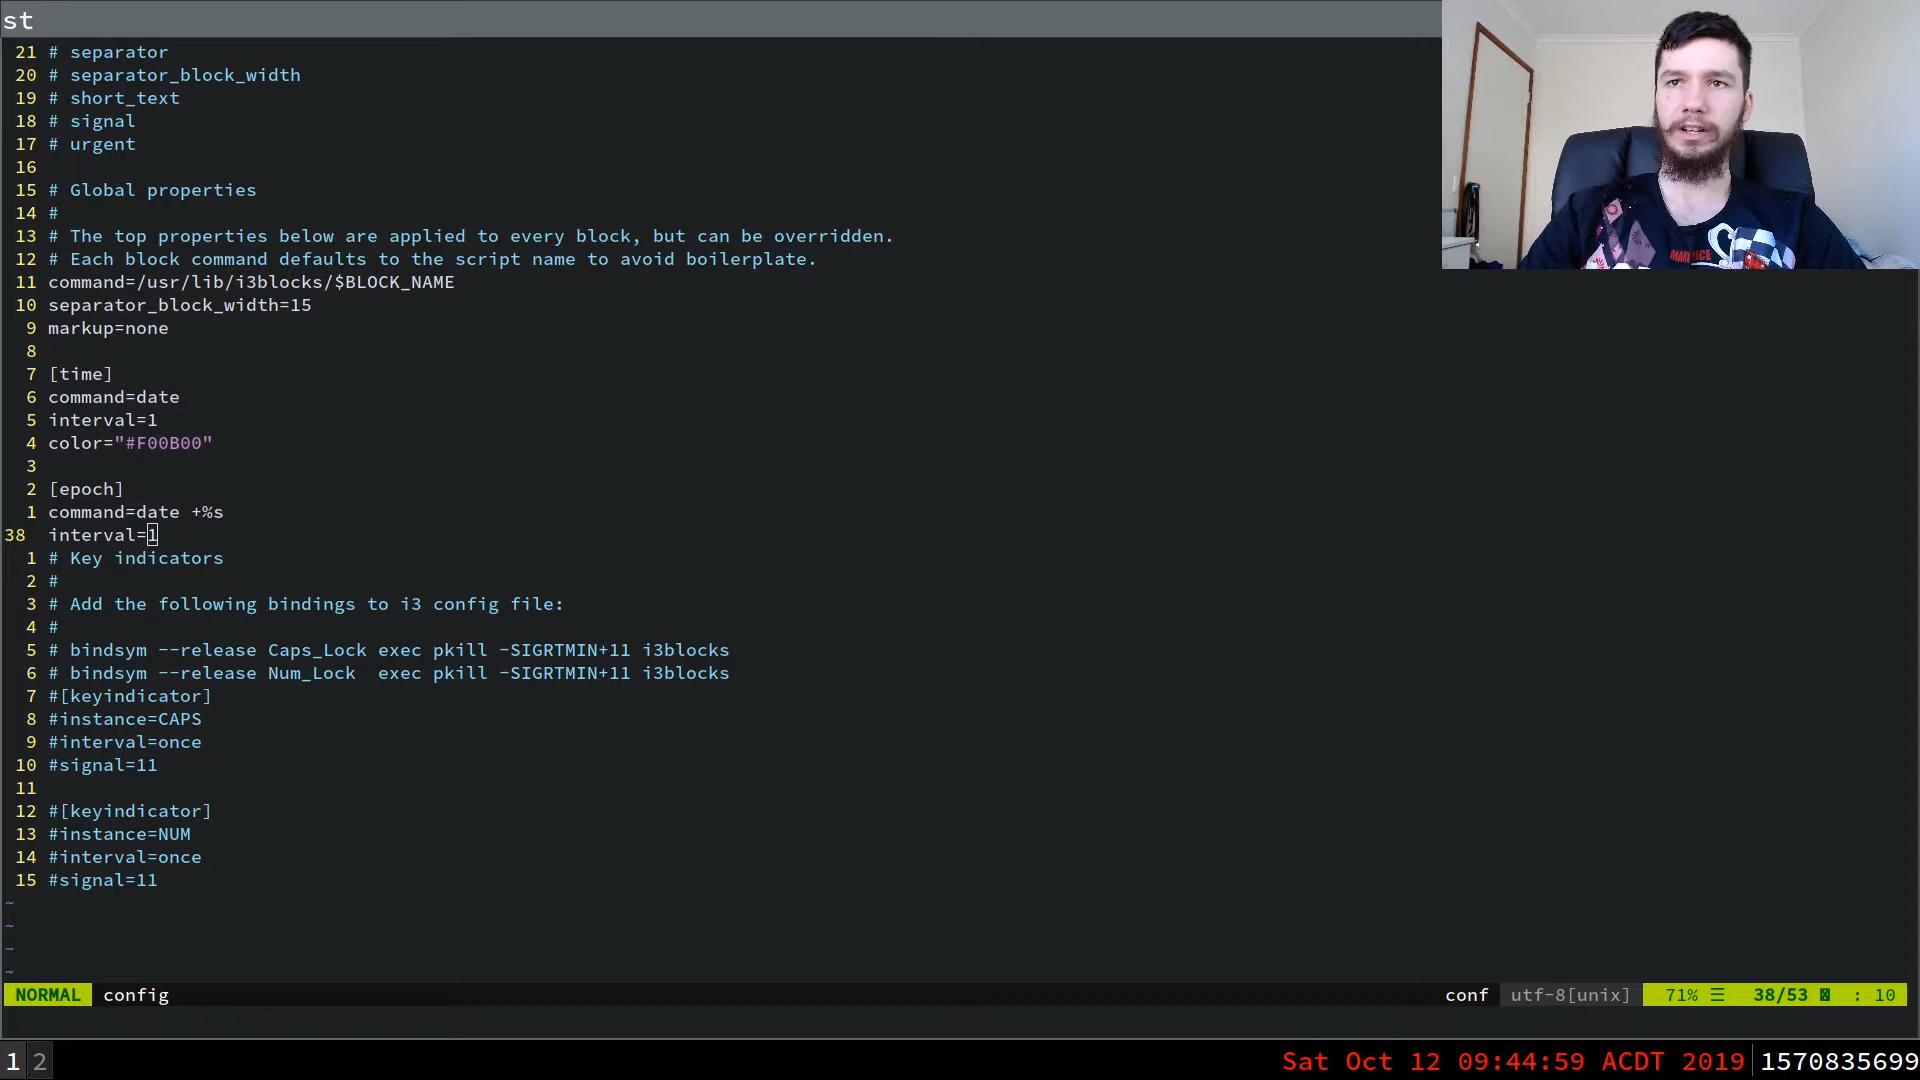 st
21 # separator
20 # separator_block_width
19 # short_text
18 # signal
17 # urgent
16
15 # Global properties
14 #
13 # The top properties below are applied to every block, but can be overridden.
12 # Each block command defaults to the script name to avoid boilerplate.
11 command=/usr/lib/i3blocks/$BLOCK_NAME
10 separator_block_width=15
9 markup=none
8
7 [time]
6 command=date
5 interval=1
4 color="#F00B00"
3
2 [epoch]
1 command=date +%s
38 interval=1
1 # Key indicators
2 #
3 # Add the following bindings to i3 config file:
4 #
5 # bindsym --release Caps_Lock exec pkill -SIGRTMIN+11 i3blocks
6 # bindsym --release Num_Lock  exec pkill -SIGRTMIN+11 i3blocks
7 #[keyindicator]
8 #instance=CAPS
9 #interval=once
10 #signal=11
11
12 #[keyindicator]
13 #instance=NUM
14 #interval=once
15 #signal=11
~
~
~
~
NORMAL config conf utf-8[unix] 71% ☰ 38/53 : 10
1 2 Sat Oct 12 09:44:59 ACDT 2019 1570835699